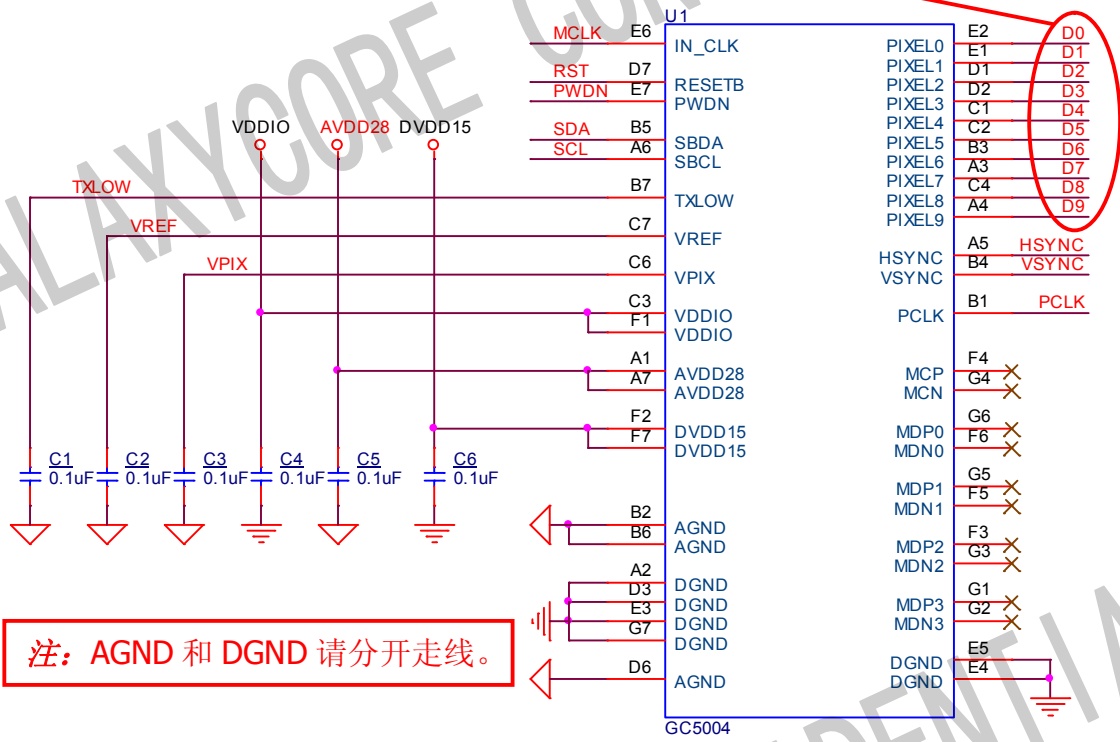 U1
MCLK E6 IN_CLK
RST D7 RESETB
PWDN E7 PWDN
SDA B5 SBDA
SCL A6 SBCL
TXLOW B7 TXLOW
VREF C7 VREF
VPIX C6 VPIX
C3 VDDIO
F1 VDDIO
A1 AVDD28
A7 AVDD28
F2 DVDD15
F7 DVDD15
B2 AGND
B6 AGND
A2 DGND
D3 DGND
E3 DGND
G7 DGND
D6 AGND
PIXEL0 E2 D0
PIXEL1 E1 D1
PIXEL2 D1 D2
PIXEL3 D2 D3
PIXEL4 C1 D4
PIXEL5 C2 D5
PIXEL6 B3 D6
PIXEL7 A3 D7
PIXEL8 C4 D8
PIXEL9 A4 D9
HSYNC A5 HSYNC
VSYNC B4 VSYNC
PCLK B1 PCLK
MCP F4
MCN G4
MDP0 G6
MDN0 F6
MDP1 G5
MDN1 F5
MDP2 F3
MDN2 G3
MDP3 G1
MDN3 G2
DGND E5
DGND E4
GC5004
VDDIO AVDD28 DVDD15
C1 C2 C3 C4 C5 C6
0.1uF 0.1uF 0.1uF 0.1uF 0.1uF 0.1uF
注：AGND 和 DGND 请分开走线。